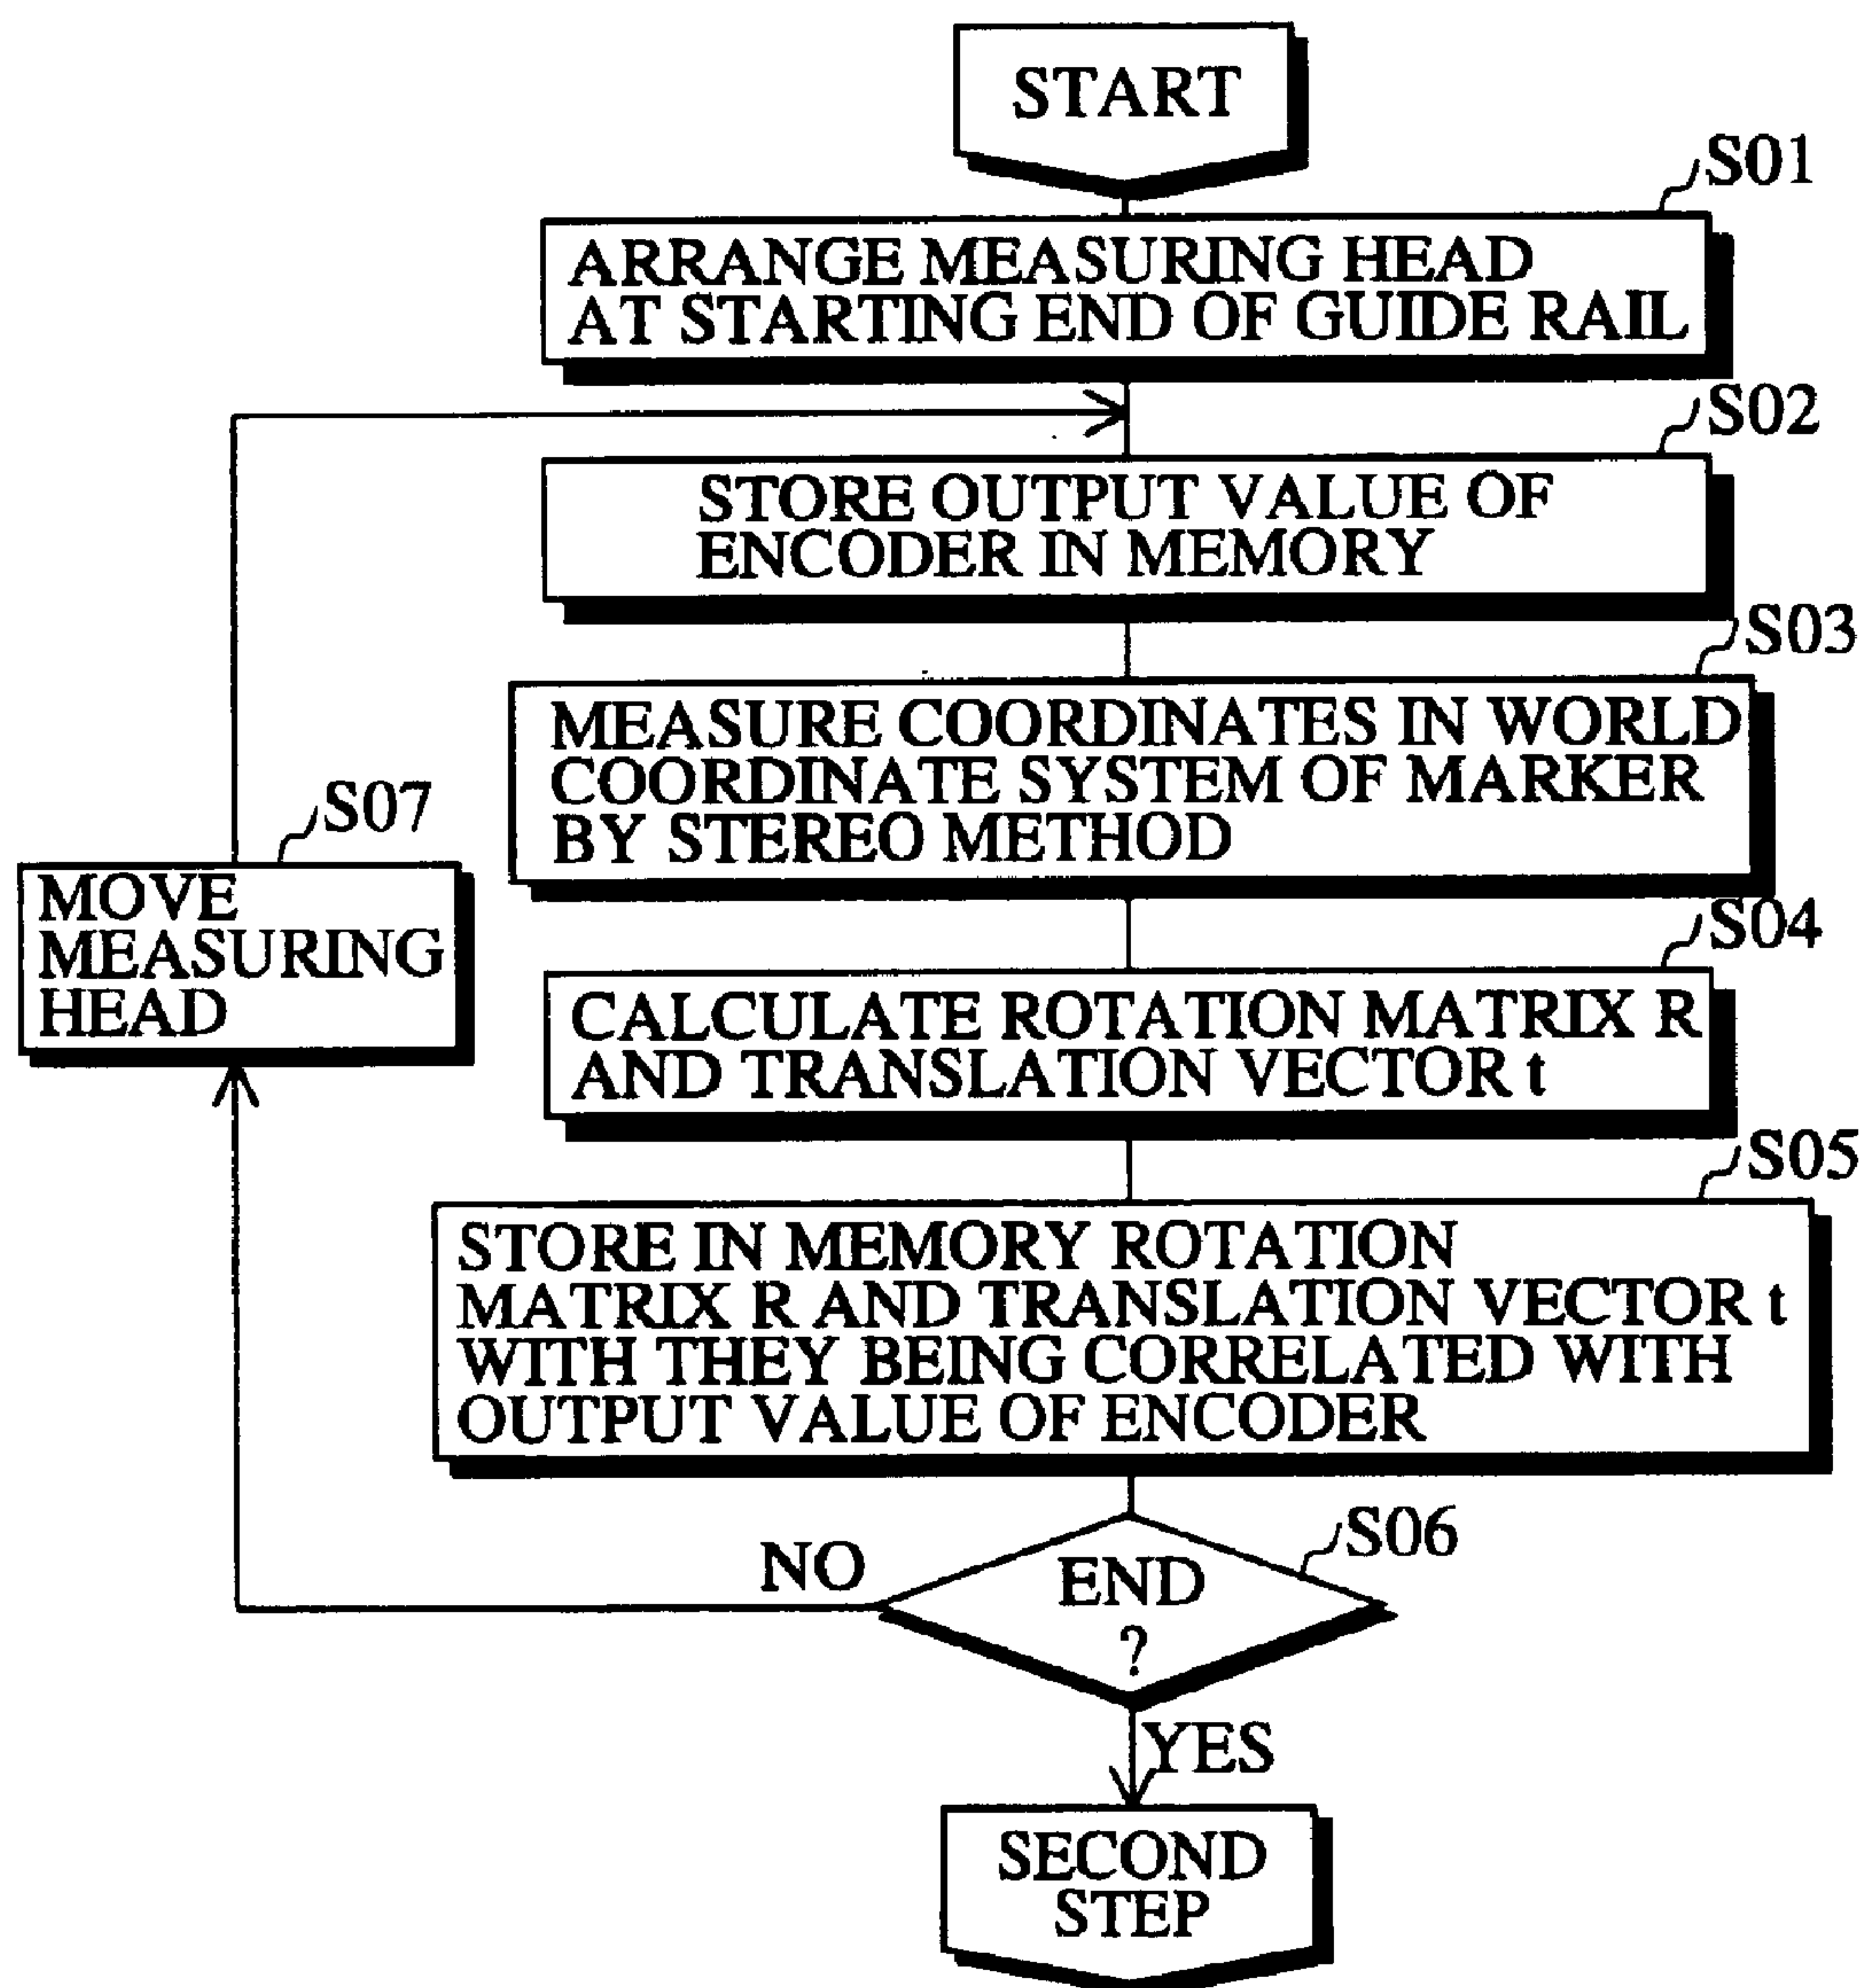 START
S01
ARRANGE MEASURING HEAD
AT STARTING END OF GUIDE RAIL
S02
STORE OUTPUT VALUE OF
ENCODER IN MEMORY
S03
MEASURE COORDINATES IN WORLD
COORDINATE SYSTEM OF MARKER
BY STEREO METHOD
S07
MOVE
MEASURING
HEAD
S04
CALCULATE ROTATION MATRIX R
AND TRANSLATION VECTOR t
S05
STORE IN MEMORY ROTATION
MATRIX R AND TRANSLATION VECTOR t
WITH THEY BEING CORRELATED WITH
OUTPUT VALUE OF ENCODER
S06
NO
END
?
YES
SECOND
STEP